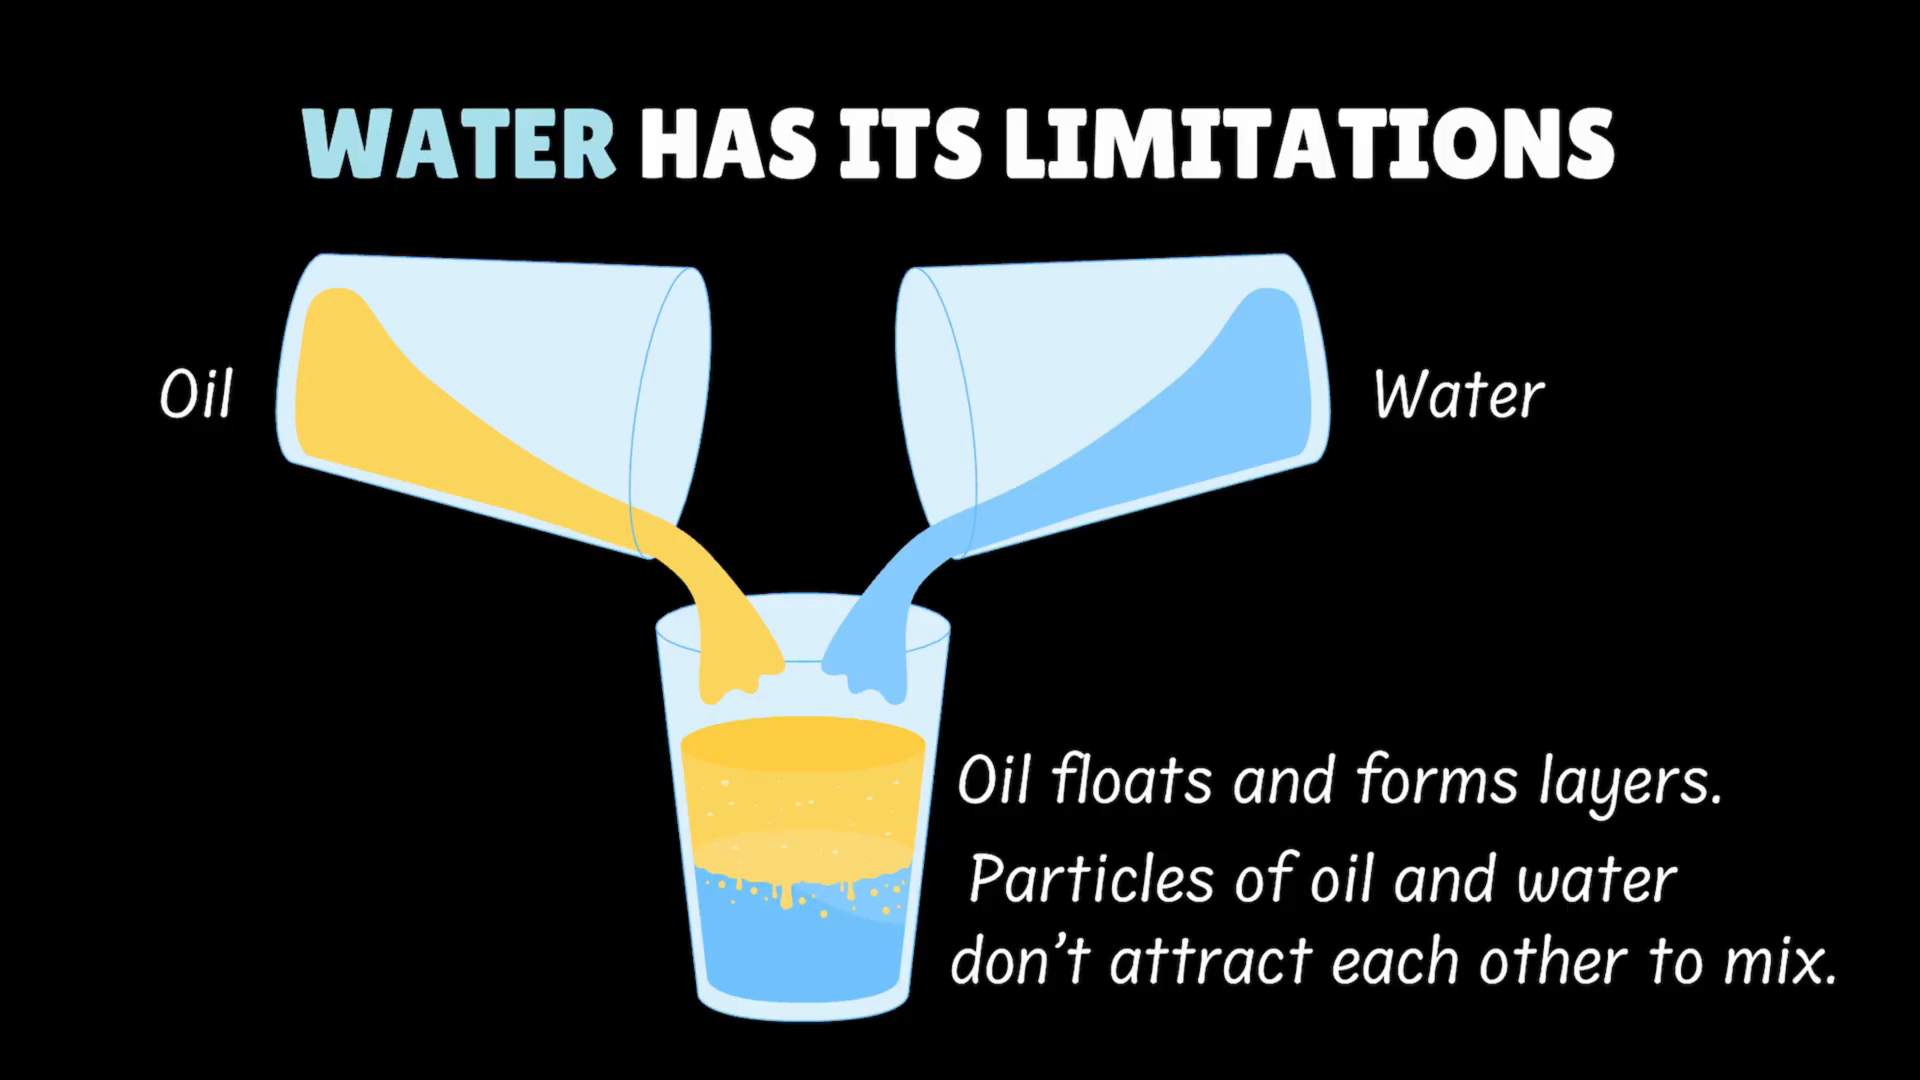 WATER HAS ITS LIMITATIONS
Oil
Water
Oil floats and forms layers.
Particles of oil and water
don’t attract each other to mix.